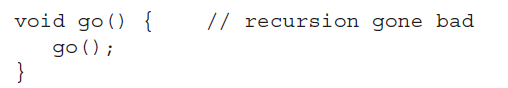 void go() {    // recursion gone bad
   go();
}